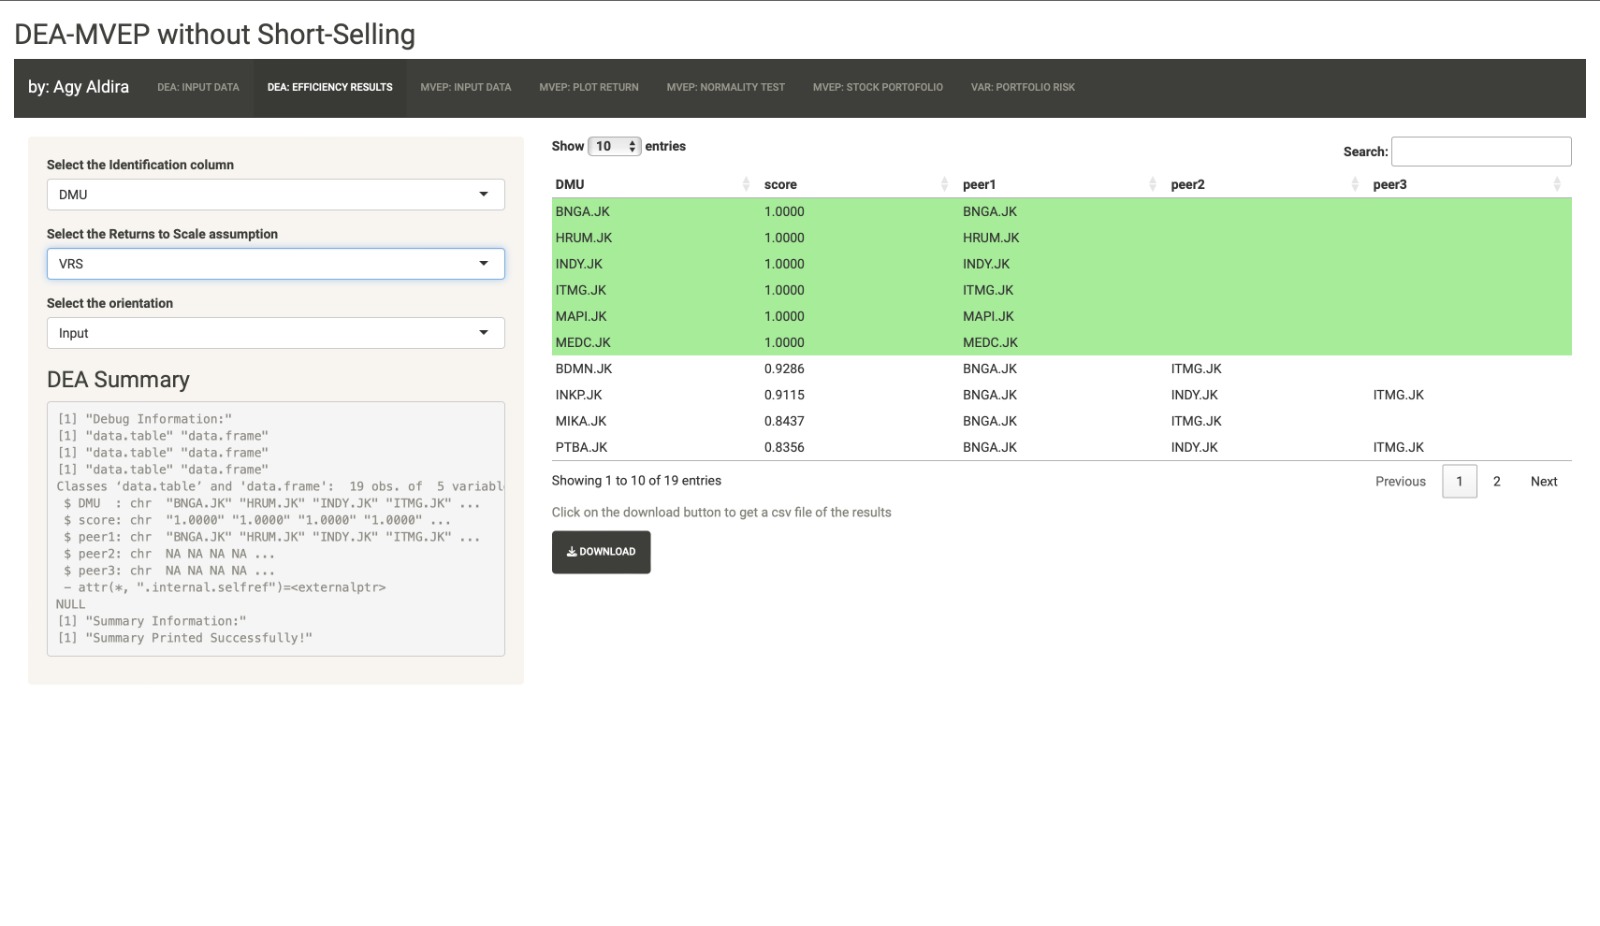 DEA-MVEP without Short-Selling
by: Agy Aldira DEA: INPUT DATA DEA: EFFICIENCY RESULTS MVEP: INPUT DATA MVEP: PLOT RETURN MVEP: NORMALITY TEST MVEP: STOCK PORTOFOLIO VAR: PORTFOLIO RISK
Select the Identification column
DMU
Select the Returns to Scale assumption
VRS
Select the orientation
Input
DEA Summary
[1] "Debug Information:"
[1] "data.table" "data.frame"
[1] "data.table" "data.frame"
[1] "data.table" "data.frame"
Classes ‘data.table’ and 'data.frame':  19 obs. of  5 variabl
$ DMU  : chr  "BNGA.JK" "HRUM.JK" "INDY.JK" "ITMG.JK" ...
$ score: chr  "1.0000" "1.0000" "1.0000" "1.0000" ...
$ peer1: chr  "BNGA.JK" "HRUM.JK" "INDY.JK" "ITMG.JK" ...
$ peer2: chr  NA NA NA NA ...
$ peer3: chr  NA NA NA NA ...
- attr(*, ".internal.selfref")=<externalptr>
NULL
[1] "Summary Information:"
[1] "Summary Printed Successfully!"
Show 10 entries
Search:
DMU score peer1 peer2 peer3
BNGA.JK 1.0000 BNGA.JK
HRUM.JK 1.0000 HRUM.JK
INDY.JK 1.0000 INDY.JK
ITMG.JK 1.0000 ITMG.JK
MAPI.JK 1.0000 MAPI.JK
MEDC.JK 1.0000 MEDC.JK
BDMN.JK 0.9286 BNGA.JK ITMG.JK
INKP.JK 0.9115 BNGA.JK INDY.JK ITMG.JK
MIKA.JK 0.8437 BNGA.JK ITMG.JK
PTBA.JK 0.8356 BNGA.JK INDY.JK ITMG.JK
Showing 1 to 10 of 19 entries
Previous 1 2 Next
Click on the download button to get a csv file of the results
DOWNLOAD